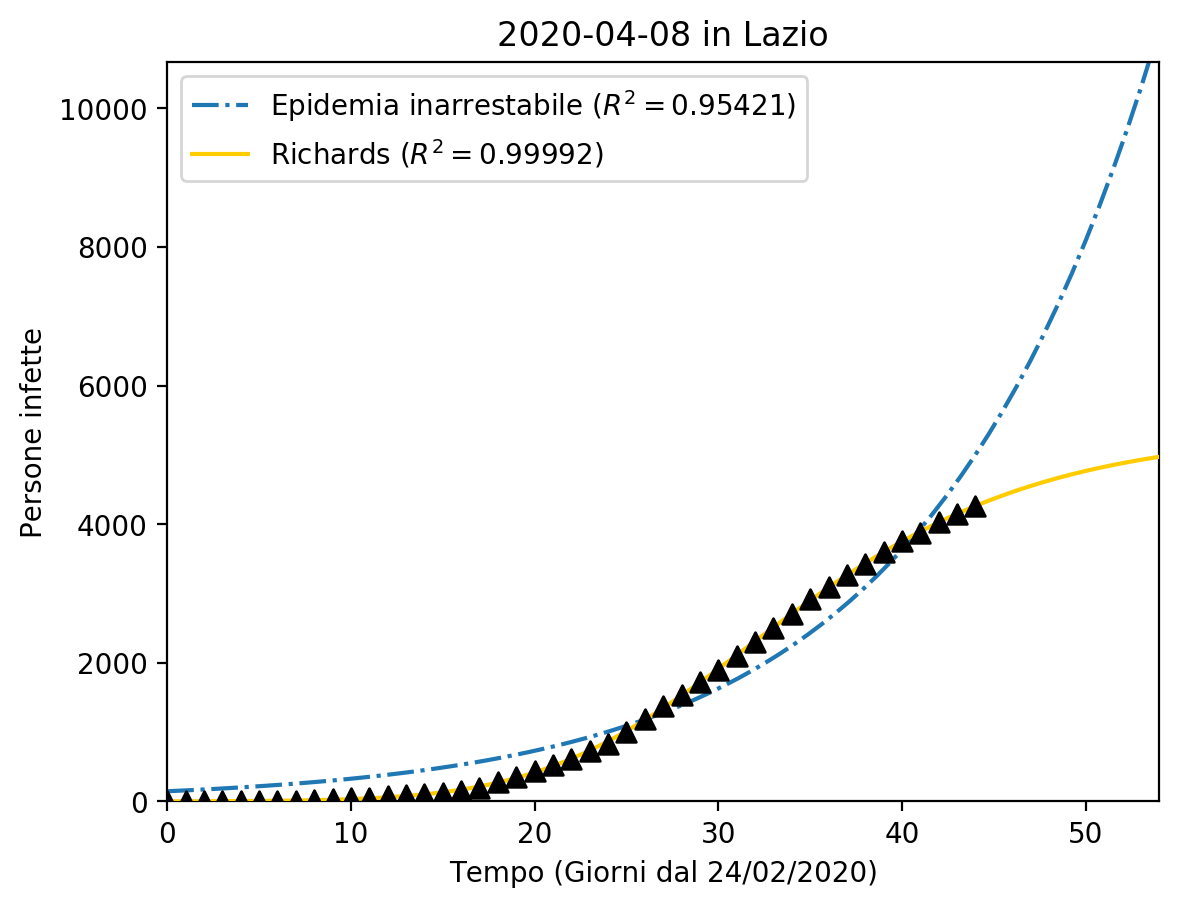 2020-04-08 in Lazio
Epidemia inarrestabile (R² = 0.95421)
Richards (R² = 0.99992)
10000
8000
6000
4000
2000
0
Persone infette
0 10 20 30 40 50
Tempo (Giorni dal 24/02/2020)